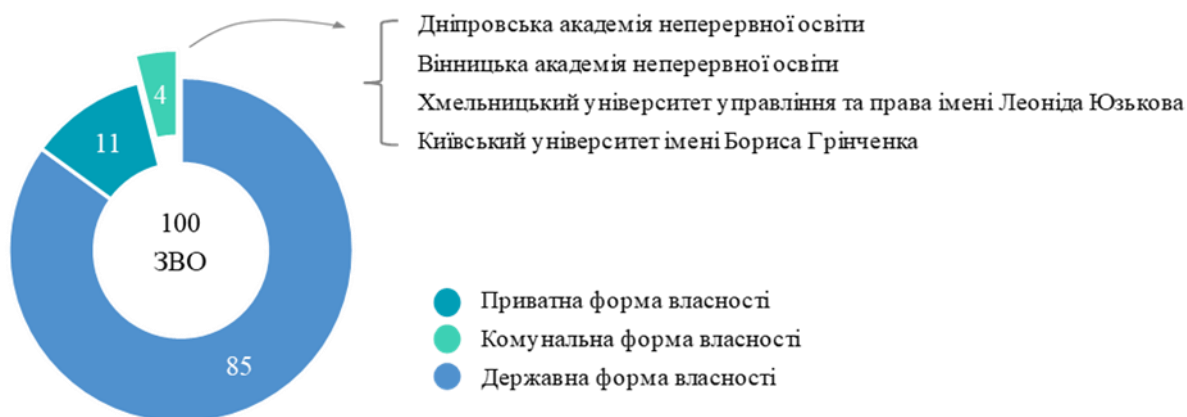 Дніпровська академія неперервної освіти
Вінницька академія неперервної освіти
Хмельницький університет управління та права імені Леоніда Юзькова
Київський університет імені Бориса Грінченка
4
11
100
ЗВО
85
Приватна форма власності
Комунальна форма власності
Державна форма власності